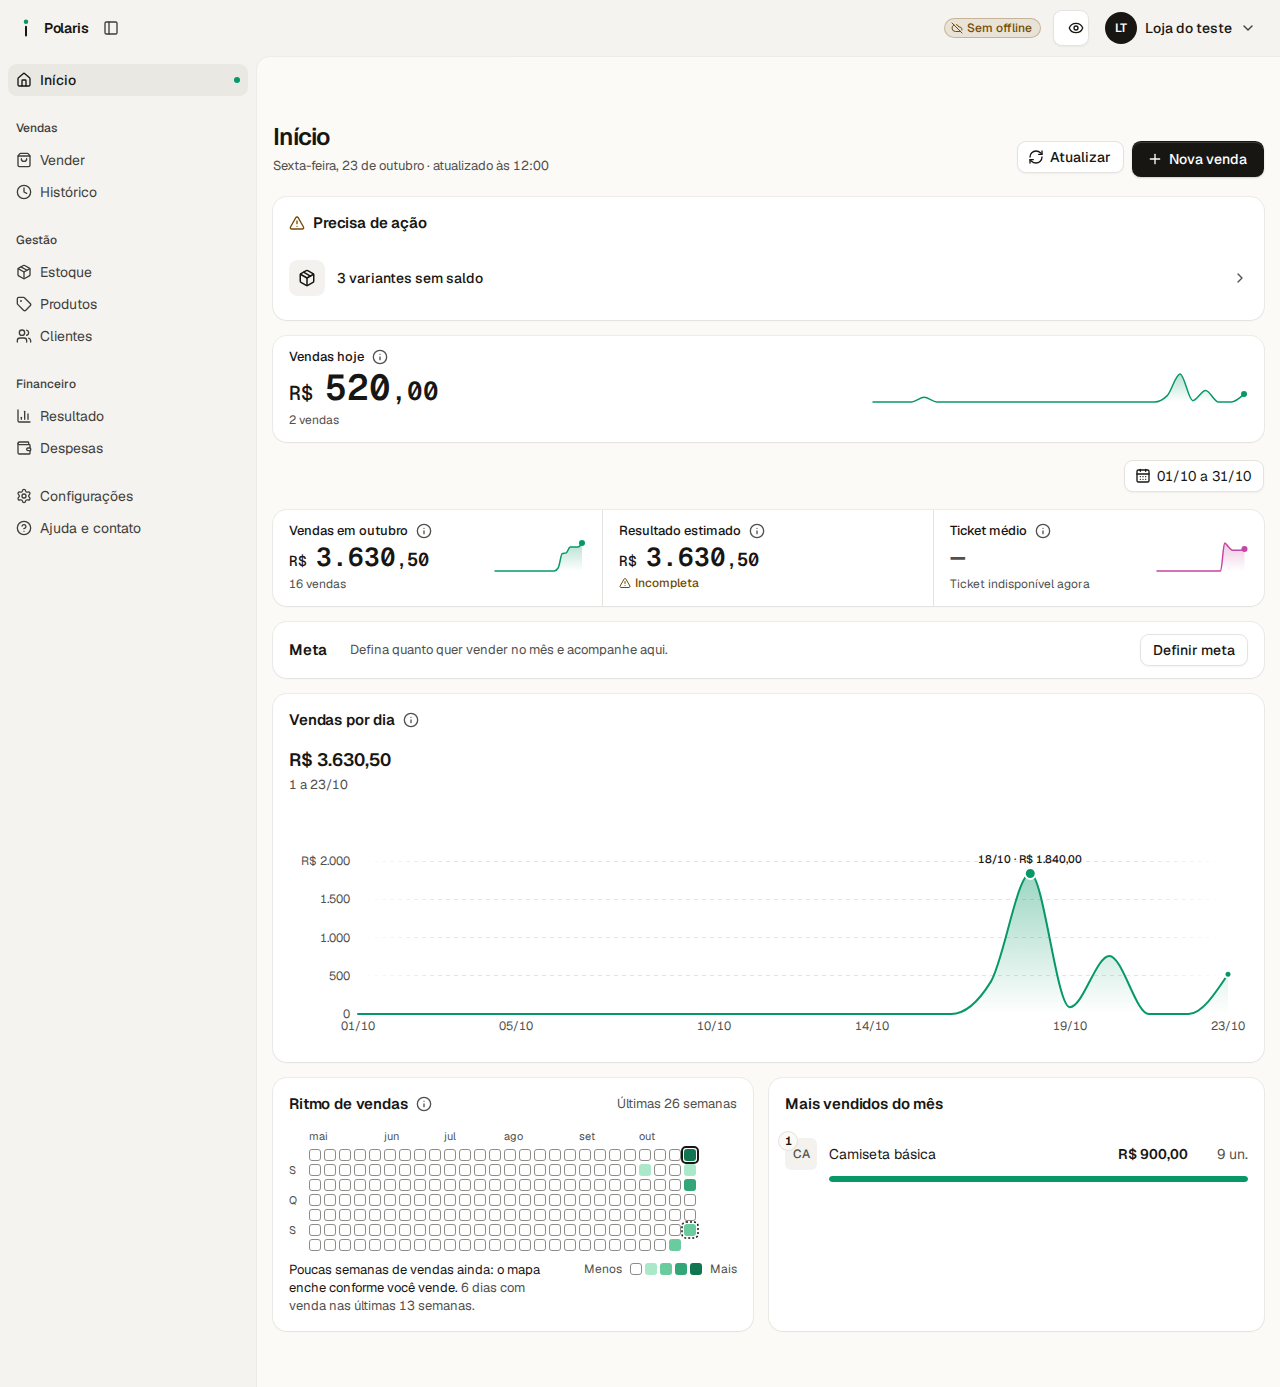 Polaris
Sem offline
LT
Loja do teste
Início
Vendas
Vender
Histórico
Gestão
Estoque
Produtos
Clientes
Financeiro
Resultado
Despesas
Configurações
Ajuda e contato
Início
Sexta-feira, 23 de outubro · atualizado às 12:00
Atualizar
Nova venda
Precisa de ação
3 variantes sem saldo
Vendas hoje
R$ 520,00
2 vendas
01/10 a 31/10
Vendas em outubro
R$ 3.630,50
16 vendas
Resultado estimado
R$ 3.630,50
Incompleta
Ticket médio
—
Ticket indisponível agora
Meta
Defina quanto quer vender no mês e acompanhe aqui.
Definir meta
Vendas por dia
R$ 3.630,50
1 a 23/10
R$ 2.000
1.500
1.000
500
0
18/10 · R$ 1.840,00
01/10
05/10
10/10
14/10
19/10
23/10
Ritmo de vendas
Últimas 26 semanas
mai jun jul ago set out
S
Q
S
Poucas semanas de vendas ainda: o mapa
enche conforme você vende. 6 dias com
venda nas últimas 13 semanas.
Menos
Mais
Mais vendidos do mês
1
CA
Camiseta básica
R$ 900,00
9 un.